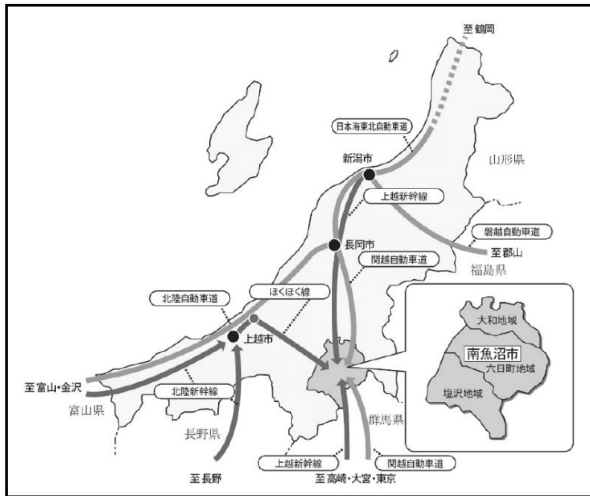 至鶴岡
日本海東北自動車道
新潟市
山形県
上越新幹線
磐越自動車道
長岡市
至郡山
関越自動車道
福島県
ほくほく線
北陸自動車道
大和地域
上越市
南魚沼市
六日町地域
至富山・金沢
北陸新幹線
塩沢地域
富山県
群馬県
長野県
上越新幹線
関越自動車道
至長野
至高崎・大宮・東京